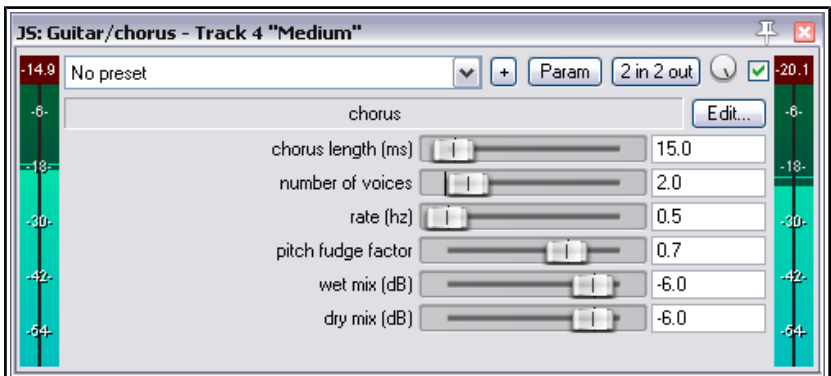 JS: Guitar/chorus - Track 4 "Medium"
-14.9 No preset + Param 2 in 2 out -20.1
-6- chorus Edit... -6-
chorus length (ms) 15.0
-18- number of voices 2.0 -18-
rate (hz) 0.5
-30- -30-
pitch fudge factor 0.7
-42- wet mix (dB) -6.0 -42-
dry mix (dB) -6.0
-54- -54-